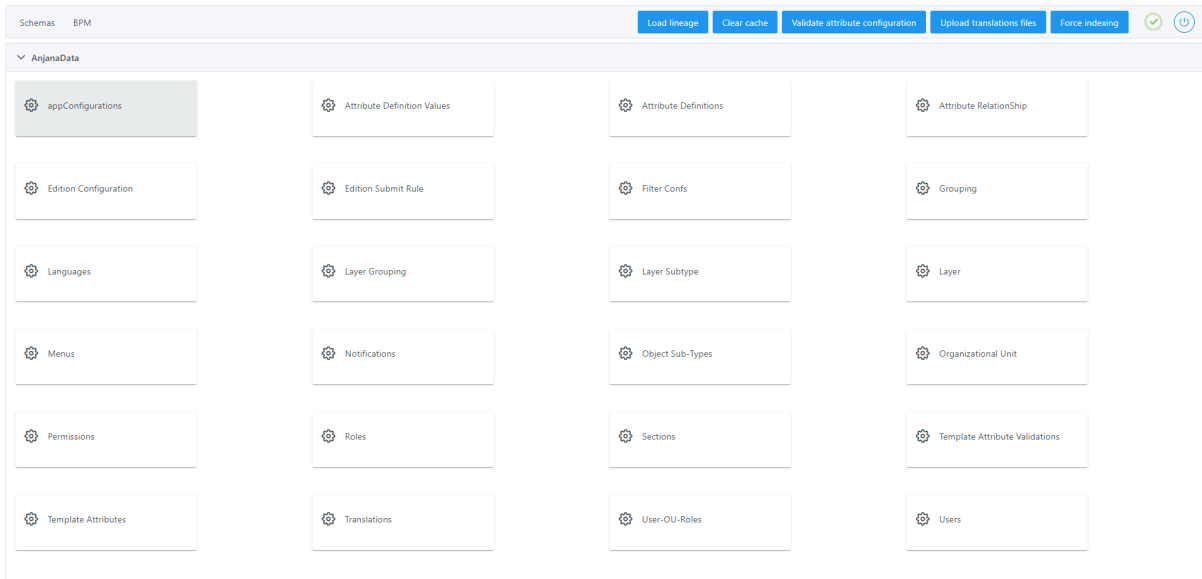 Schemas BPM Load lineage Clear cache Validate attribute configuration Upload translations files Force indexing
AnjanaData
appConfigurations Attribute Definition Values Attribute Definitions Attribute RelationShip
Edition Configuration Edition Submit Rule Filter Confs Grouping
Languages Layer Grouping Layer Subtype Layer
Menus Notifications Object Sub-Types Organizational Unit
Permissions Roles Sections Template Attribute Validations
Template Attributes Translations User-OU-Roles Users